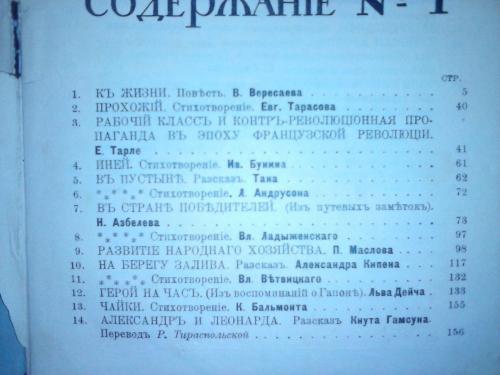 СОДЕРЖАНІЕ № 1
СТР.
1. КЪ ЖИЗНИ. Повѣсть. В. Вересаева 5
2. ПРОХОЖІЙ. Стихотвореніе. Евг. Тарасова 40
3. РАБОЧІЙ КЛАССЪ И КОНТРЪ-РЕВОЛЮЦІОННАЯ ПРО-
ПАГАНДА ВЪ ЭПОХУ ФРАНЦУЗСКОЙ РЕВОЛЮЦІИ.
Е. Тарле 41
4. ИНЕЙ. Стихотвореніе. Ив. Бунина 61
5. ВЪ ПУСТЫНѢ. Разсказъ. Тана 62
6. *** Стихотвореніе. Л. Андрусона 72
7. ВЪ СТРАНѢ ПОБѢДИТЕЛЕЙ. (Изъ путевыхъ замѣтокъ).
Н. Азбелева 73
8. *** Стихотвореніе. Вл. Ладыженскаго 97
9. РАЗВИТІЕ НАРОДНАГО ХОЗЯЙСТВА. П. Маслова 98
10. НА БЕРЕГУ ЗАЛИВА. Разсказъ. Александра Кипена 117
11. *** Стихотвореніе. Вл. Вѣтвицкаго 132
12. ГЕРОЙ НА ЧАСЪ. (Изъ воспоминаній о Гапонѣ). Льва Дейча 133
13. ЧАЙКИ. Стихотвореніе. К. Бальмонта 155
14. АЛЕКСАНДРЪ и ЛЕОНАРДА. Разсказъ Кнута Гамсуна.
Переводъ Р. Тираспольской 156